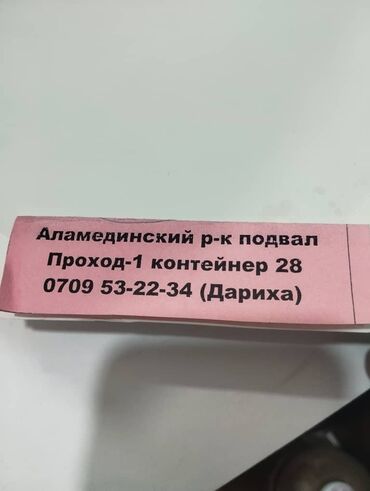 Аламединский р-к подвал
Проход-1 контейнер 28
0709 53-22-34 (Дариха)